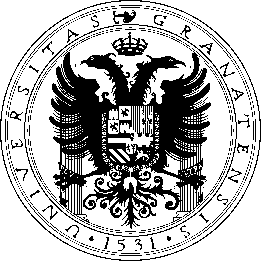 UNIVERSITAS GRANATENSIS
· 1531 ·